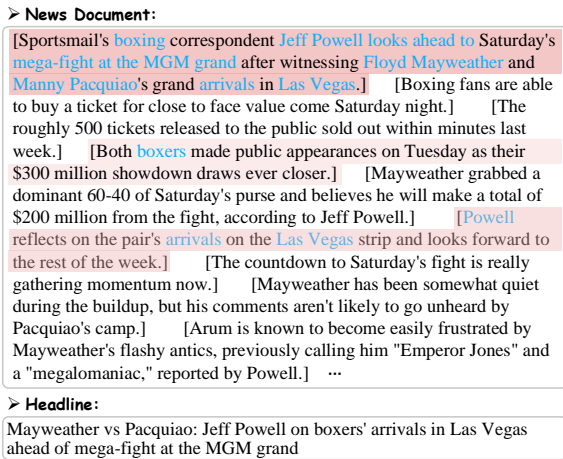 ➢ News Document:
[Sportsmail's boxing correspondent Jeff Powell looks ahead to Saturday's
mega-fight at the MGM grand after witnessing Floyd Mayweather and
Manny Pacquiao's grand arrivals in Las Vegas.] [Boxing fans are able
to buy a ticket for close to face value come Saturday night.] [The
roughly 500 tickets released to the public sold out within minutes last
week.] [Both boxers made public appearances on Tuesday as their
$300 million showdown draws ever closer.] [Mayweather grabbed a
dominant 60-40 of Saturday's purse and believes he will make a total of
$200 million from the fight, according to Jeff Powell.] [Powell
reflects on the pair's arrivals on the Las Vegas strip and looks forward to
the rest of the week.] [The countdown to Saturday's fight is really
gathering momentum now.] [Mayweather has been somewhat quiet
during the buildup, but his comments aren't likely to go unheard by
Pacquiao's camp.] [Arum is known to become easily frustrated by
Mayweather's flashy antics, previously calling him "Emperor Jones" and
a "megalomaniac," reported by Powell.] ···
➢ Headline:
Mayweather vs Pacquiao: Jeff Powell on boxers' arrivals in Las Vegas
ahead of mega-fight at the MGM grand